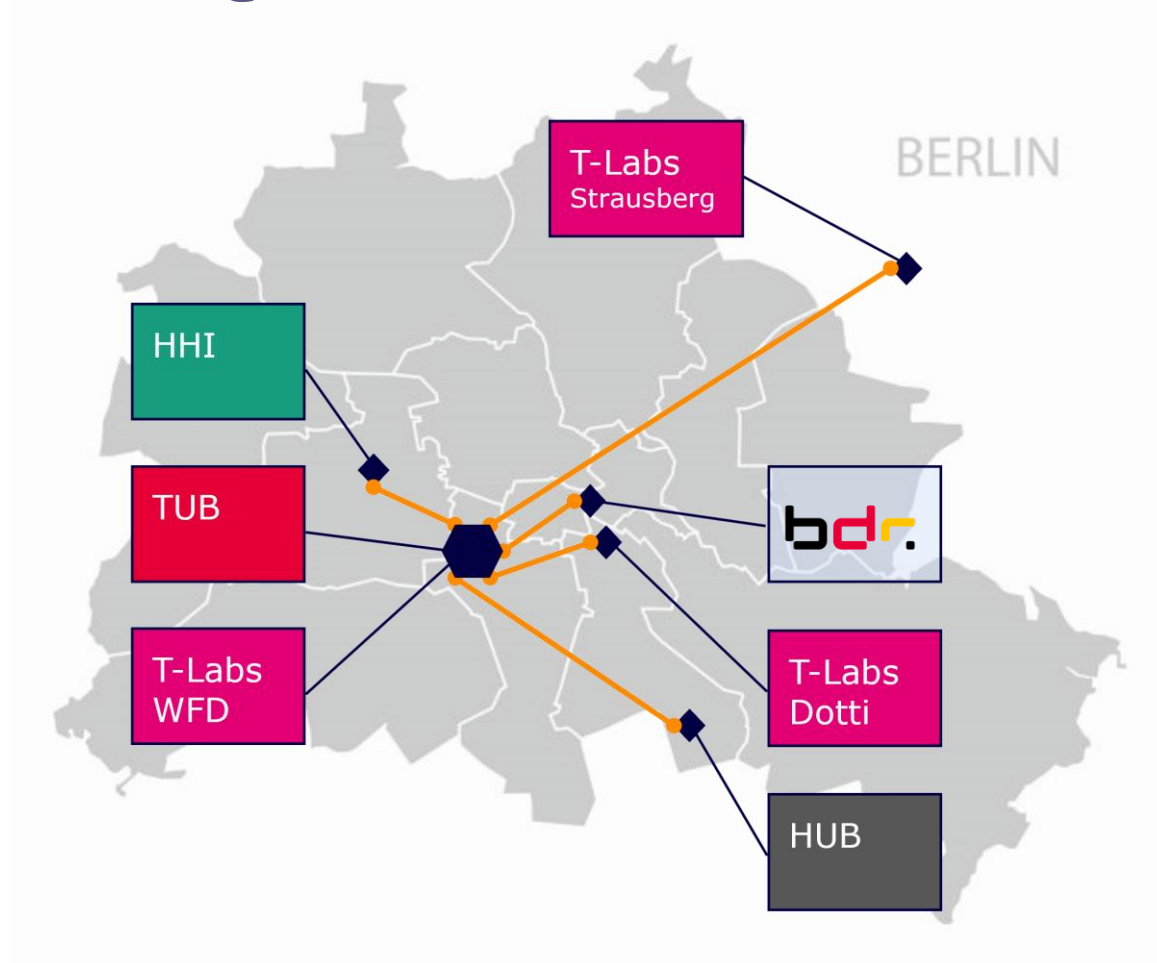 T-Labs
Strausberg
BERLIN
HHI
TUB
bdr.
T-Labs
WFD
T-Labs
Dotti
HUB